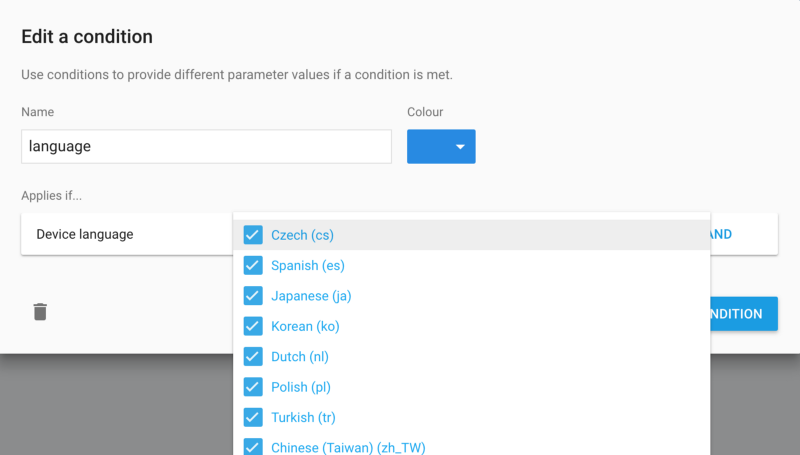 Edit a condition
Use conditions to provide different parameter values if a condition is met.
Name
Colour
language
Applies if...
Device language
Czech (cs)
AND
Spanish (es)
Japanese (ja)
NDITION
Korean (ko)
Dutch (nl)
Polish (pl)
Turkish (tr)
Chinese (Taiwan) (zh_TW)